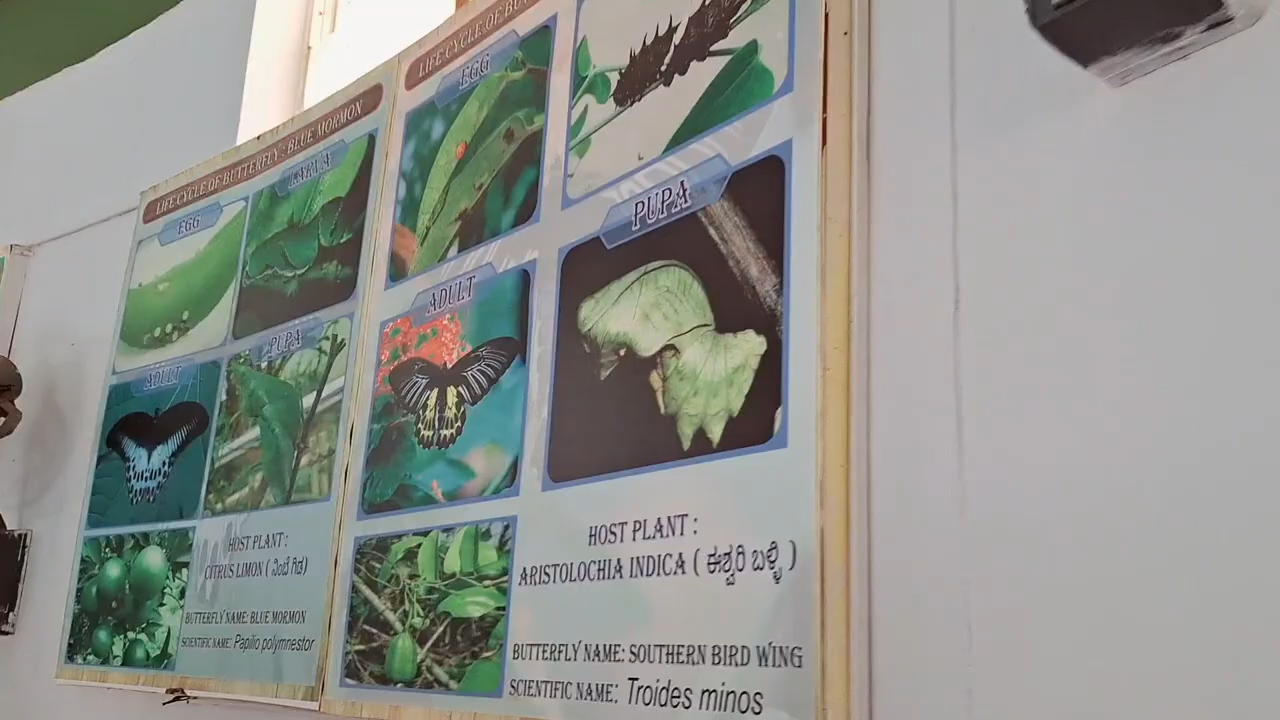 LIFE CYCLE OF BUTTERFLY : BLUE MORMON
EGG
LARVA
ADULT
PUPA
HOST PLANT :
CITRUS LIMON ( ನಿಂಬೆ ಗಿಡ)
BUTTERFLY NAME: BLUE MORMON
SCIENTIFIC NAME: Papilio polymnestor
LIFE CYCLE OF
EGG
ADULT
PUPA
HOST PLANT :
ARISTOLOCHIA INDICA ( ಈಶ್ವರಿ ಬಳ್ಳಿ )
BUTTERFLY NAME: SOUTHERN BIRD WING
SCIENTIFIC NAME: Troides minos